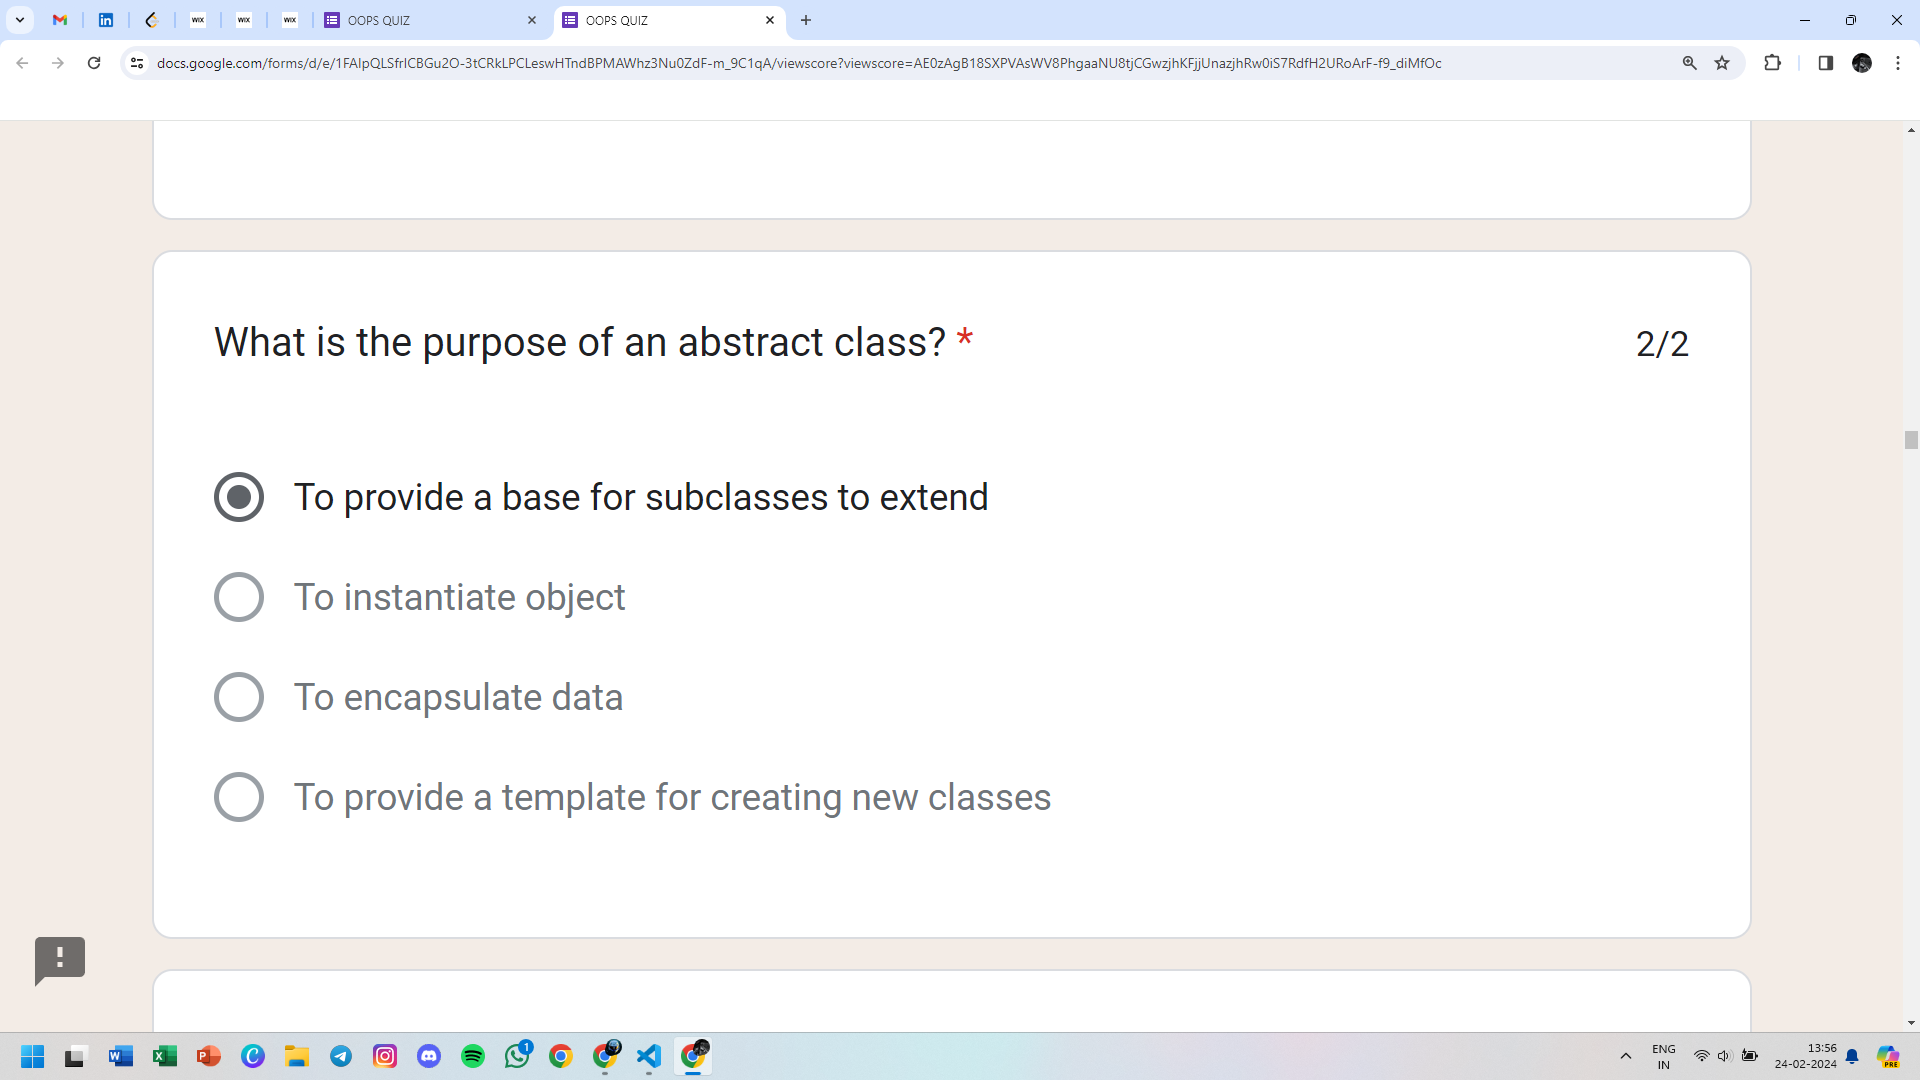 OOPS QUIZ
OOPS QUIZ
docs.google.com/forms/d/e/1FAIpQLSfrICBGu2O-3tCRkLPCLeswHTndBPMAWhz3Nu0ZdF-m_9C1qA/viewscore?viewscore=AE0zAgB18SXPVAsWV8PhgaaNU8tjCGwzjhKFjjUnazjhRw0iS7RdfH2URoArF-f9_diMfOc
What is the purpose of an abstract class? *
2/2
To provide a base for subclasses to extend
To instantiate object
To encapsulate data
To provide a template for creating new classes
ENG
IN
13:56
24-02-2024